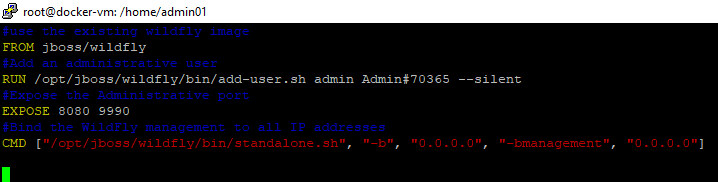 root@docker-vm: /home/admin01
#use the existing wildfly image
FROM jboss/wildfly
#Add an administrative user
RUN /opt/jboss/wildfly/bin/add-user.sh admin Admin#70365 --silent
#Expose the Administrative port
EXPOSE 8080 9990
#Bind the WildFly management to all IP addresses
CMD ["/opt/jboss/wildfly/bin/standalone.sh", "-b", "0.0.0.0", "-bmanagement", "0.0.0.0"]